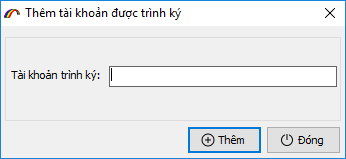 Thêm tài khoản được trình ký
Tài khoản trình ký:
Thêm
Đóng